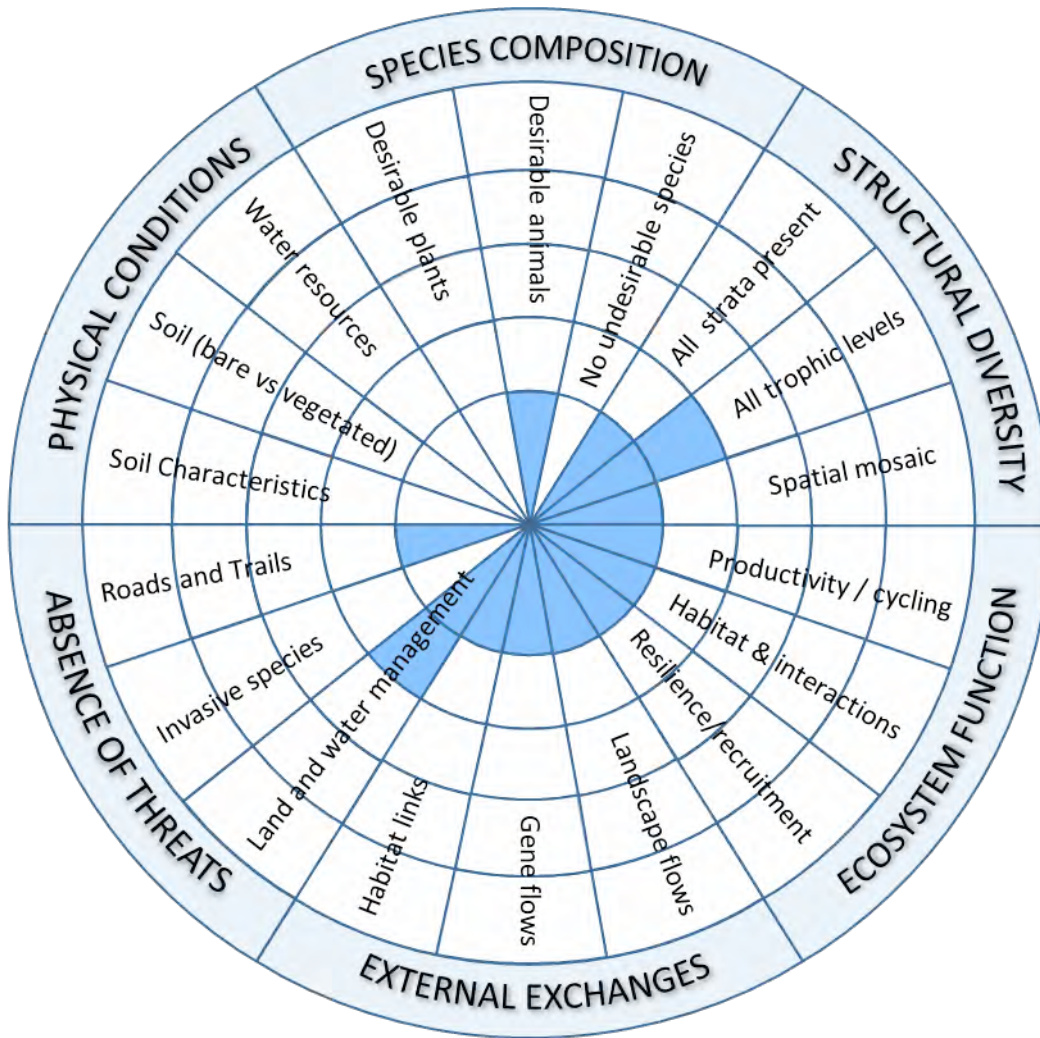 SPECIES COMPOSITION
Desirable plants
Desirable animals
No undesirable species
STRUCTURAL DIVERSITY
All strata present
All trophic levels
Spatial mosaic
ECOSYSTEM FUNCTION
Productivity / cycling
Habitat & interactions
Resilience/recruitment
EXTERNAL EXCHANGES
Landscape flows
Gene flows
Habitat links
ABSENCE OF THREATS
Land and water management
Invasive species
Roads and Trails
PHYSICAL CONDITIONS
Soil Characteristics
Soil (bare vs vegetated)
Water resources